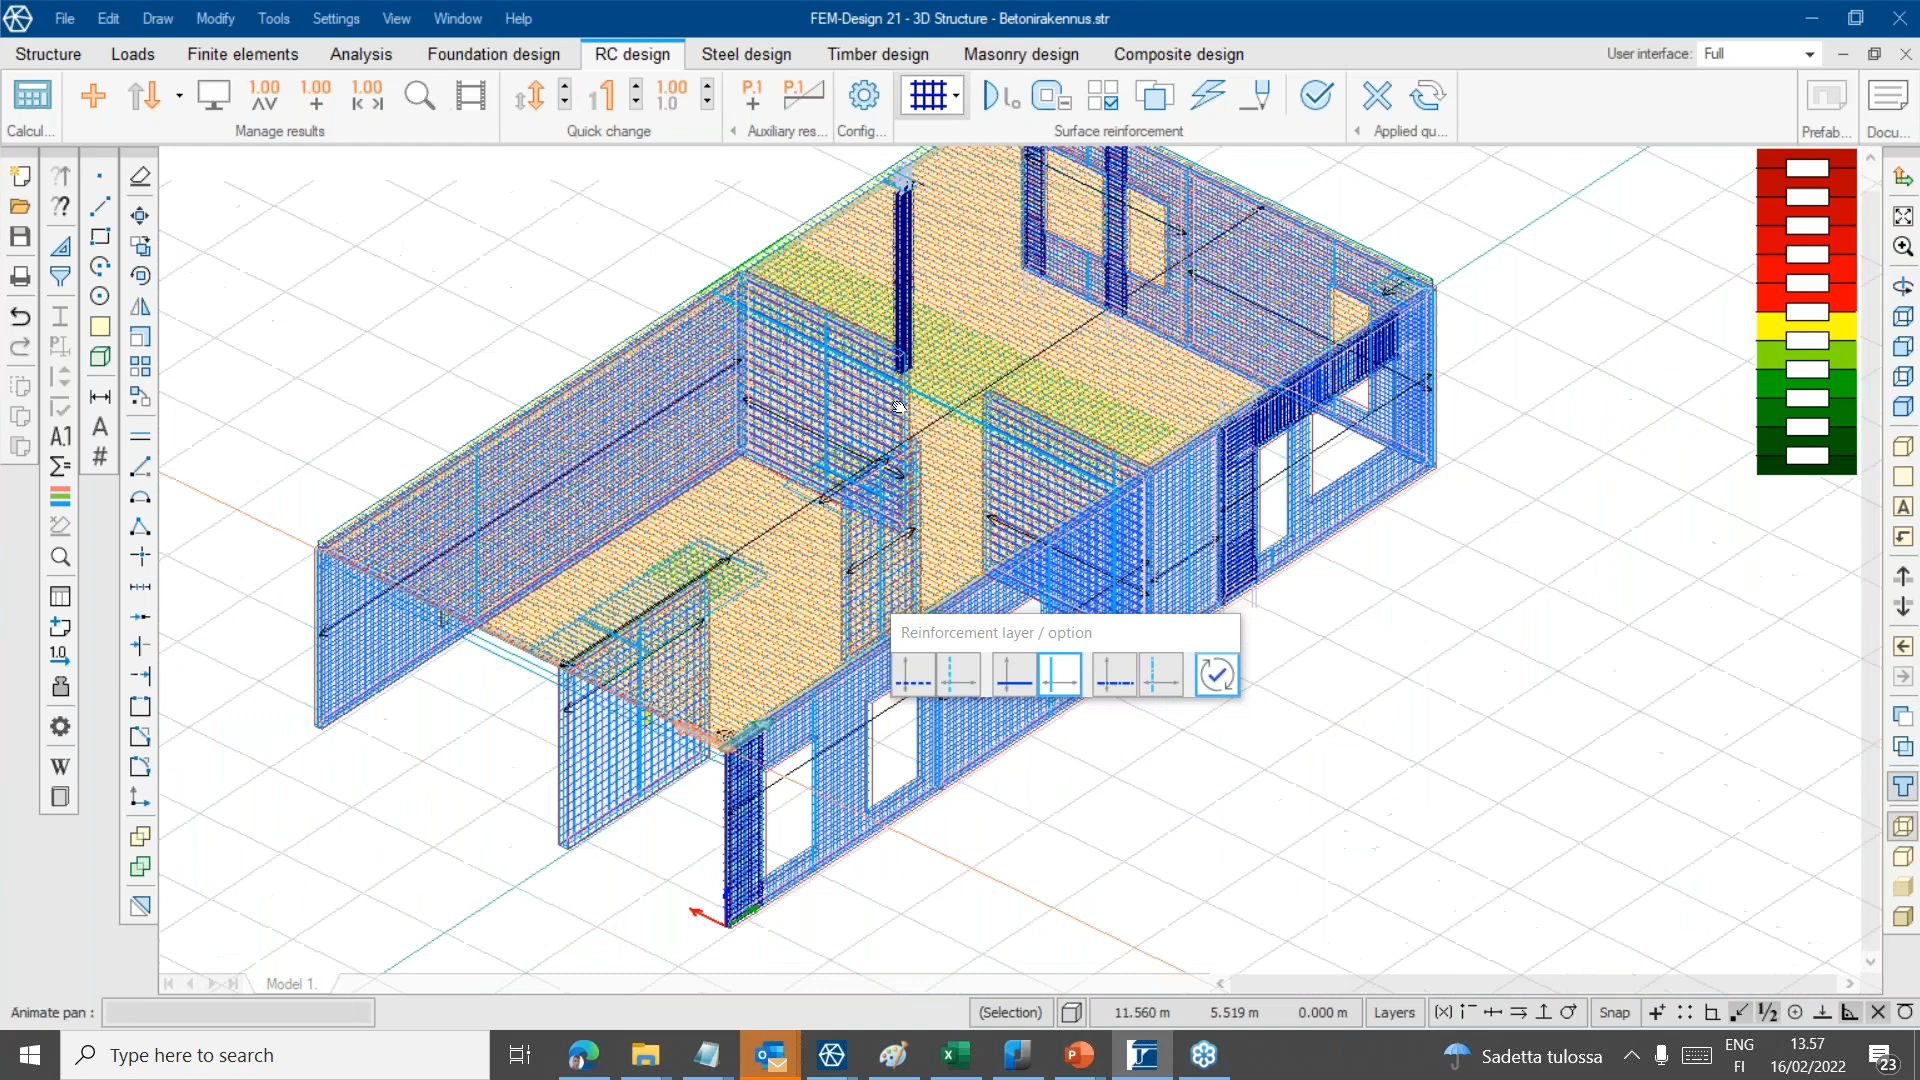 File Edit Draw Modify Tools Settings View Window Help
FEM-Design 21 - 3D Structure - Betonirakennus.str
Structure Loads Finite elements Analysis Foundation design RC design Steel design Timber design Masonry design Composite design
User interface: Full
1.00 1.00 1.00 1.00 1.0 P.1 P.1
Calcul... Manage results Quick change Auxiliary res... Config... Surface reinforcement Applied qu... Prefab... Docu...
Reinforcement layer / option
Model 1.
Animate pan :
(Selection) 11.560 m 5.519 m 0.000 m Layers Snap 1/2
Type here to search
Sadetta tulossa
ENG
FI
13.57
16/02/2022
23